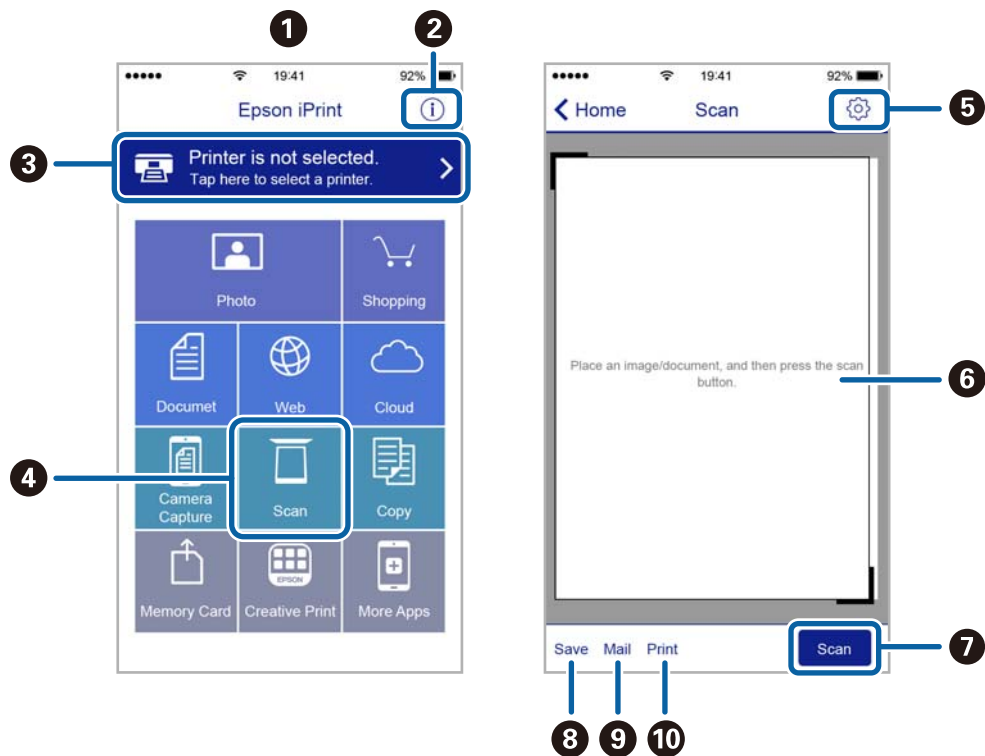 1
2
19:41
92%
Epson iPrint
3
Printer is not selected.
Tap here to select a printer.
Photo
Shopping
Documet
Web
Cloud
4
Camera
Capture
Scan
Copy
EPSON
Memory Card
Creative Print
More Apps
19:41
92%
Home
Scan
5
Place an image/document, and then press the scan
button.
6
Save
Mail
Print
Scan
7
8
9
10